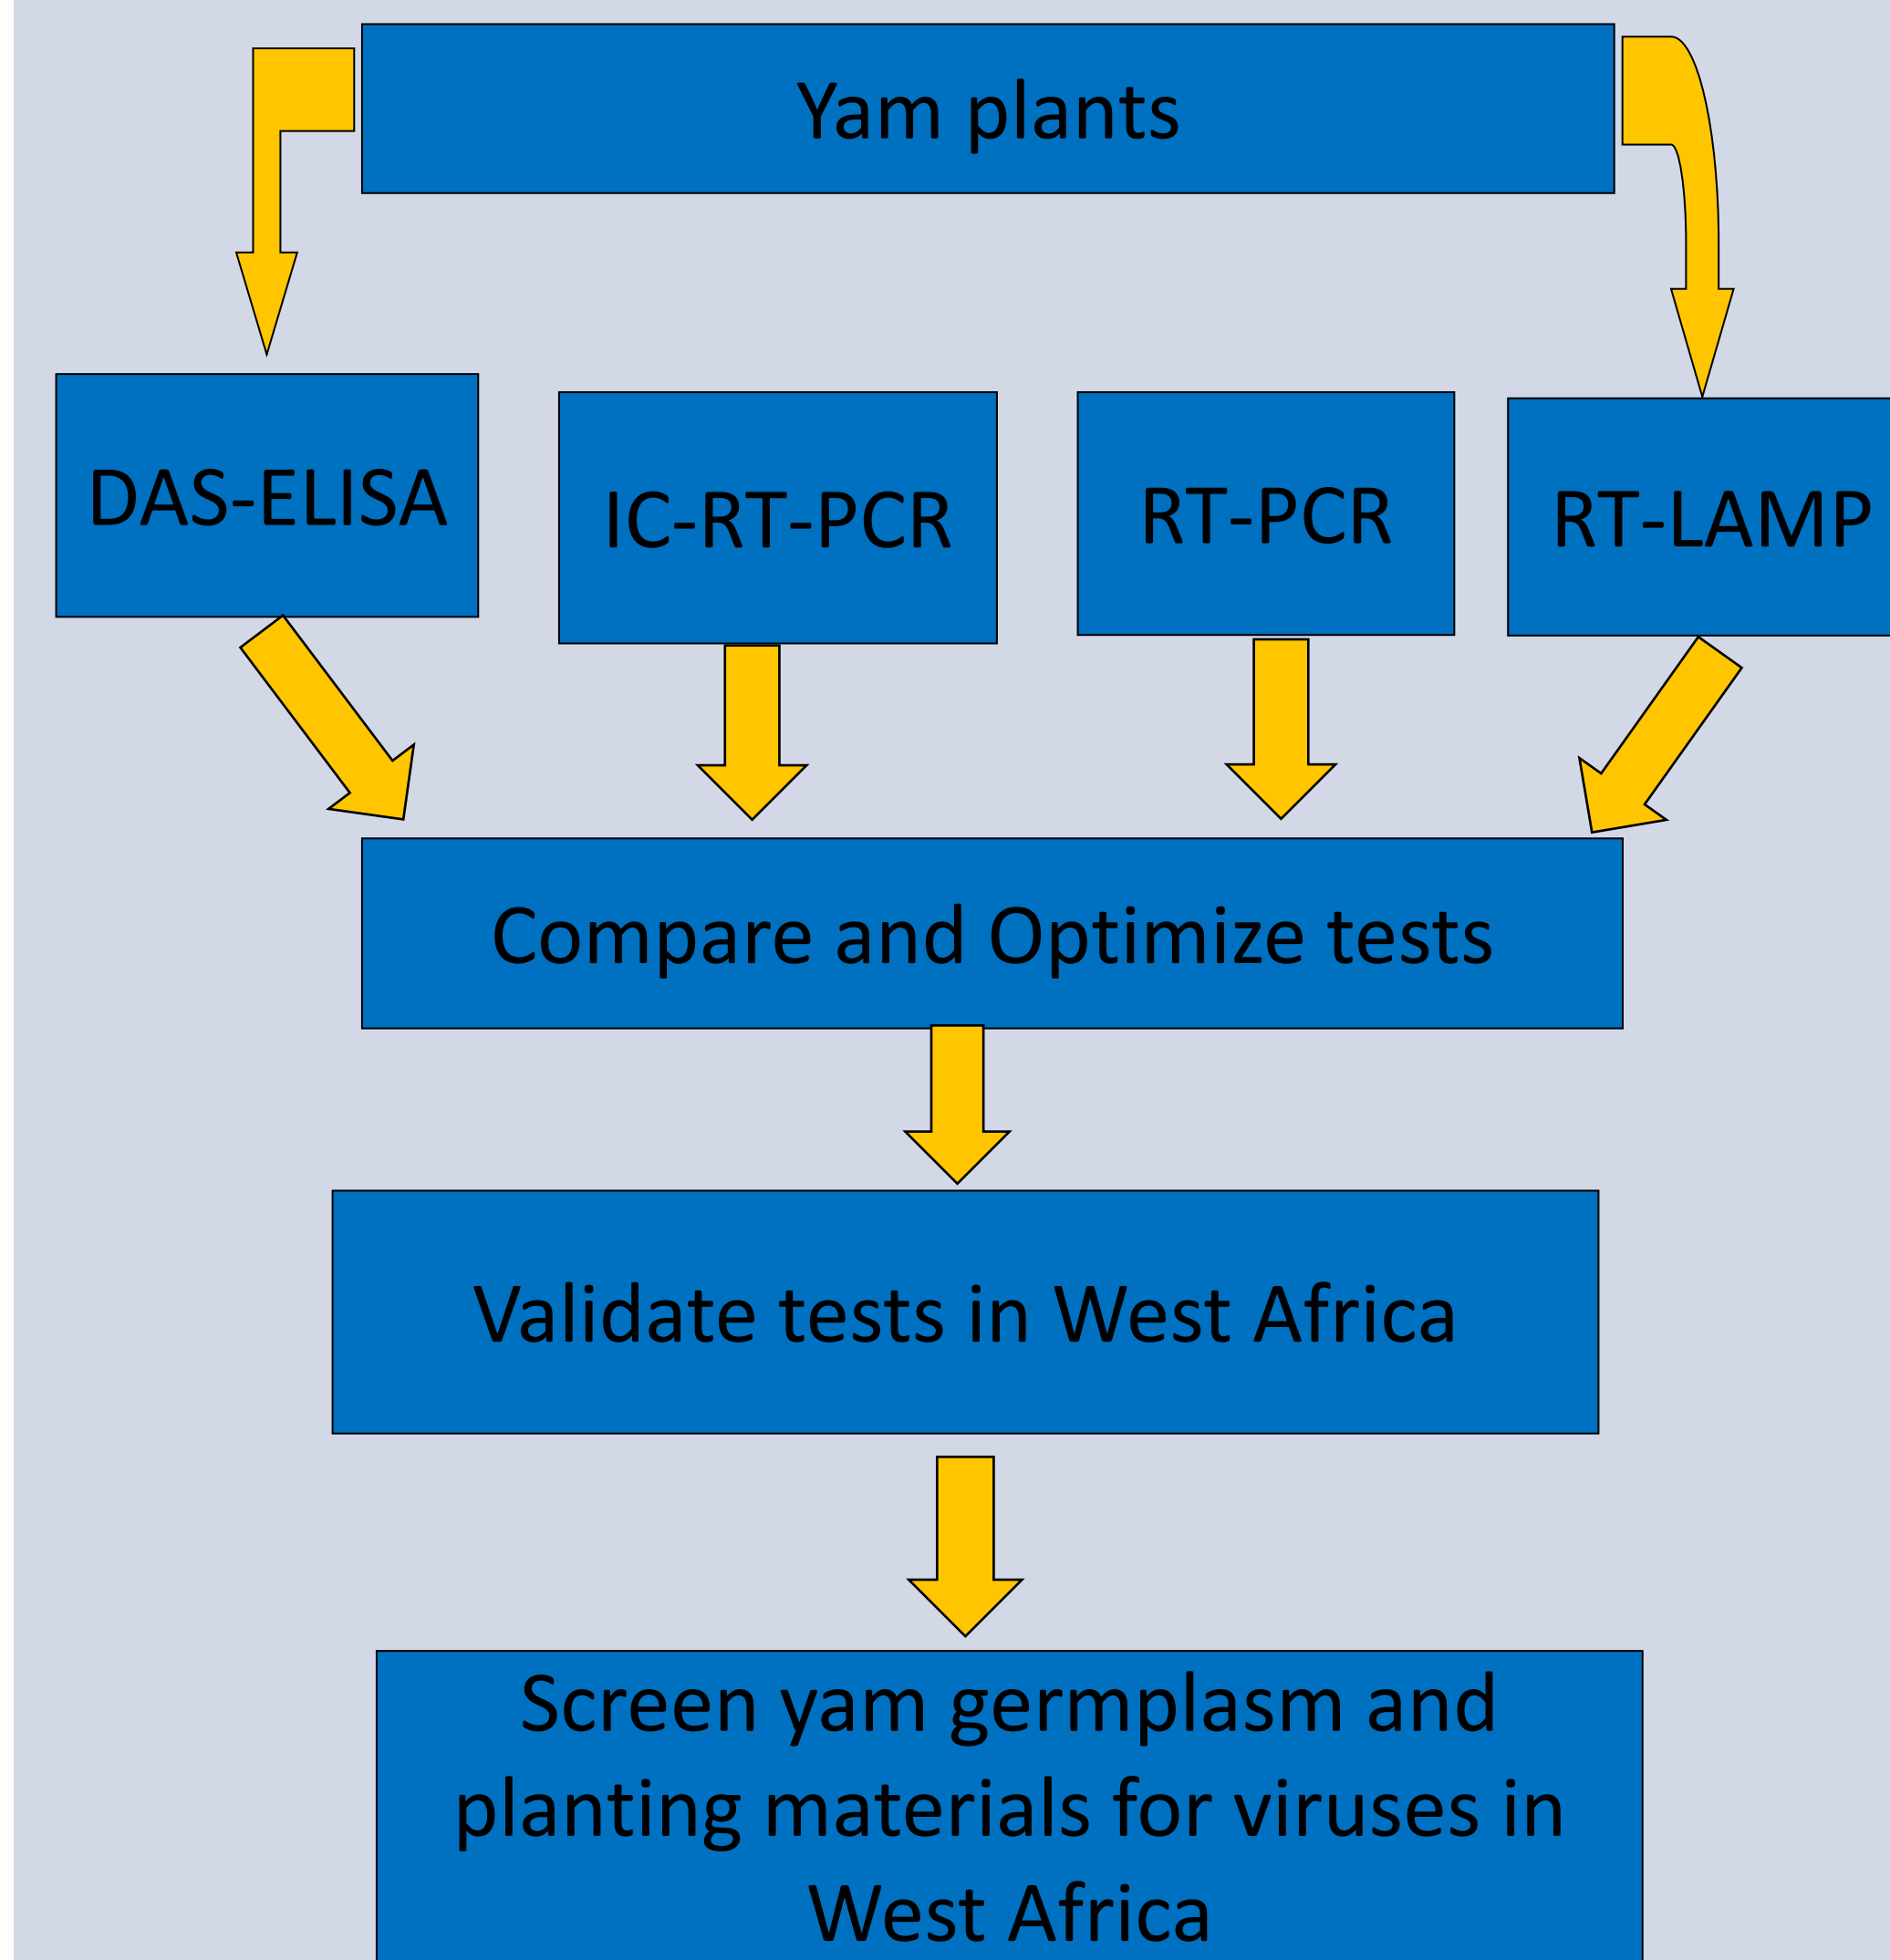 Yam plants
DAS-ELISA
IC-RT-PCR
RT-PCR
RT-LAMP
Compare and Optimize tests
Validate tests in West Africa
Screen yam germplasm and
planting materials for viruses in
West Africa